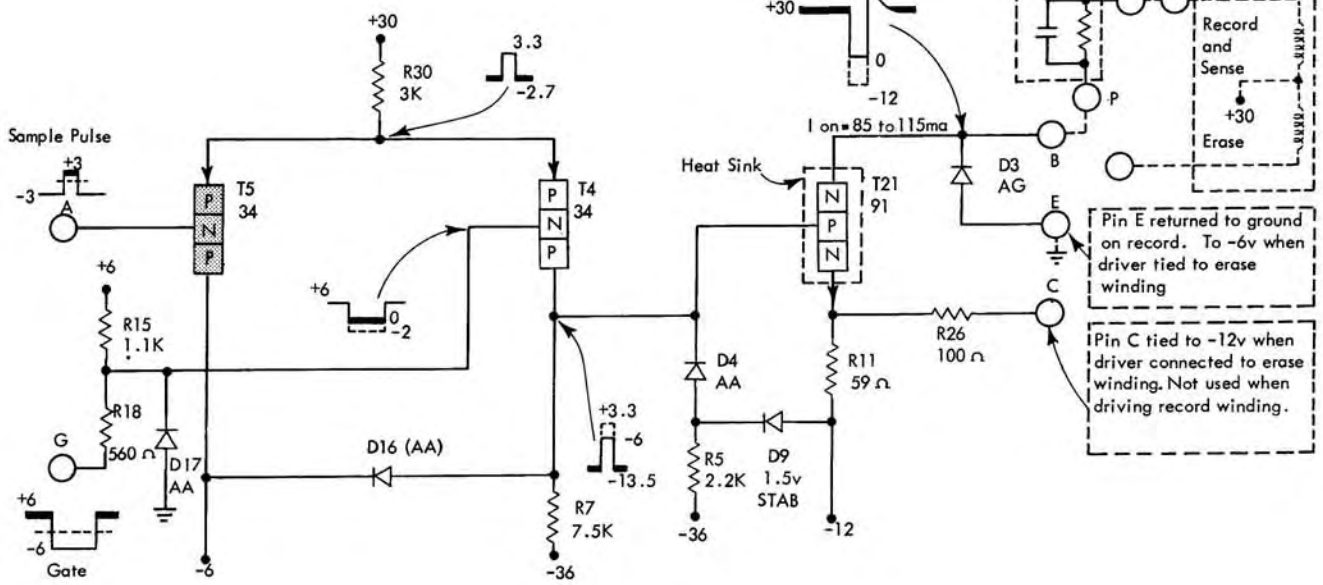 +30
R30
3K
3.3
-2.7
Sample Pulse
+3
-3
A
P
N
P
T5
34
P
N
P
T4
34
+6
0
-2
+6
R15
1.1K
R18
560 Ω
G
D17
AA
+6
-6
Gate
D16 (AA)
-6
R7
7.5K
-36
+3.3
-6
-13.5
+30
0
-12
I on = 85 to 115ma
Heat Sink
N
P
N
T21
91
D3
AG
B
E
C
P
Record
and
Sense
+30
Erase
D4
AA
R5
2.2K
-36
D9
1.5v
STAB
R11
59 Ω
-12
R26
100 Ω
Pin E returned to ground
on record. To -6v when
driver tied to erase
winding
Pin C tied to -12v when
driver connected to erase
winding. Not used when
driving record winding.